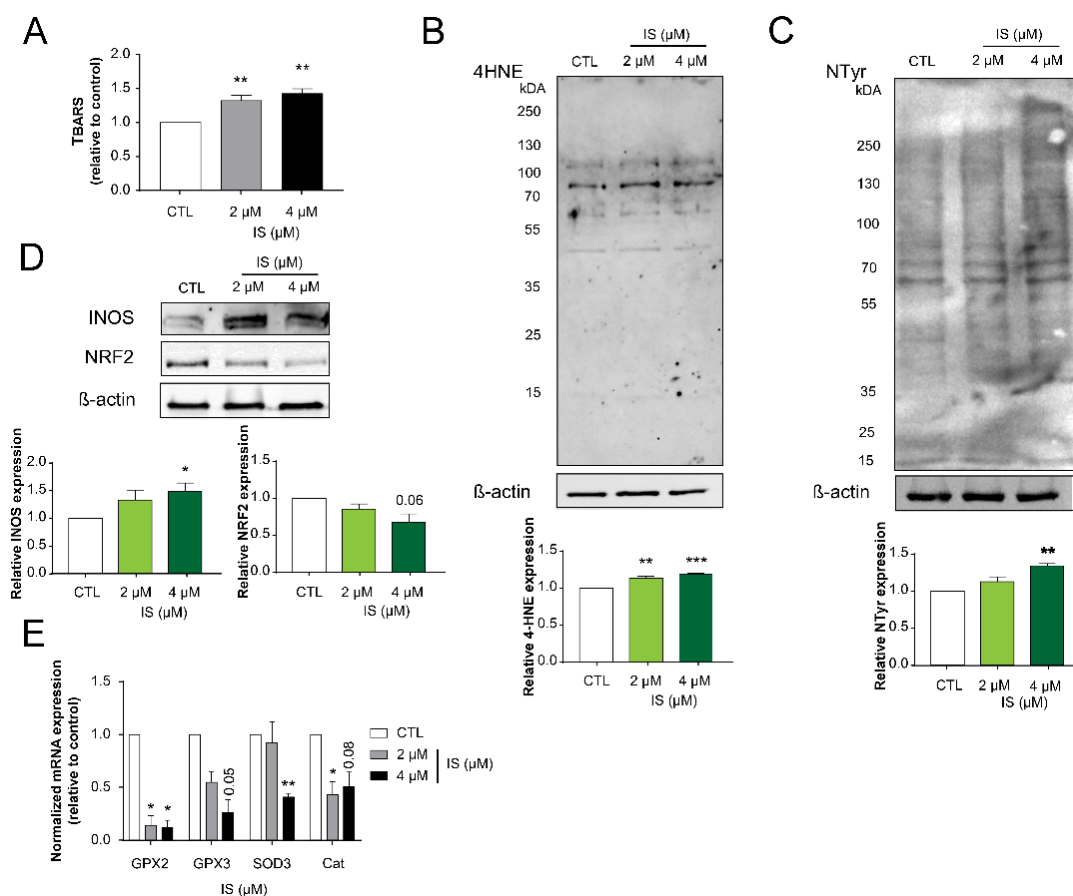 A
TBARS
(relative to control)
2.0
1.5
1.0
0.5
0.0
**
**
CTL
2 µM
4 µM
IS (µM)
B
IS (µM)
CTL
2 µM
4 µM
4HNE
kDA
250
130
100
70
55
35
25
15
ß-actin
Relative 4-HNE expression
1.5
1.0
0.5
0.0
**
***
CTL
2 µM
4 µM
IS (µM)
C
IS (µM)
CTL
2 µM
4 µM
NTyr
kDA
250
130
100
70
55
35
25
15
ß-actin
Relative NTyr expression
1.5
1.0
0.5
0.0
**
CTL
2 µM
4 µM
IS (µM)
D
IS (µM)
CTL
2 µM
4 µM
INOS
NRF2
ß-actin
Relative INOS expression
2.0
1.5
1.0
0.5
0.0
*
CTL
2 µM
4 µM
IS (µM)
Relative NRF2 expression
1.5
1.0
0.5
0.0
0.06
CTL
2 µM
4 µM
IS (µM)
E
Normalized mRNA expression
(relative to control)
1.5
1.0
0.5
0.0
*
*
0.05
**
*
0.08
GPX2
GPX3
SOD3
Cat
IS (µM)
CTL
2 µM
4 µM
IS (µM)